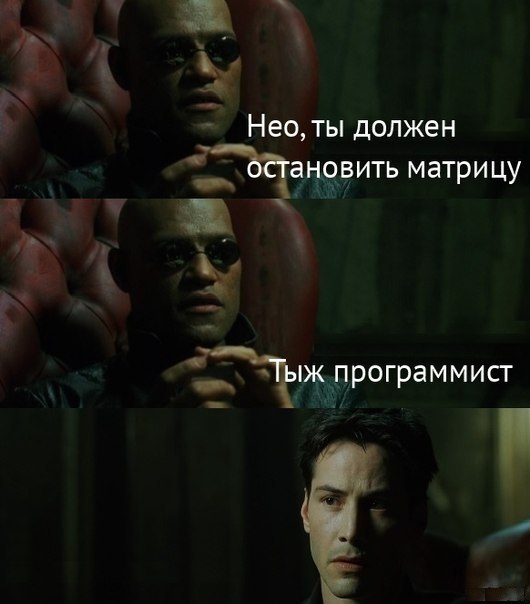 Нео, ты должен
остановить матрицу
Тыж программист